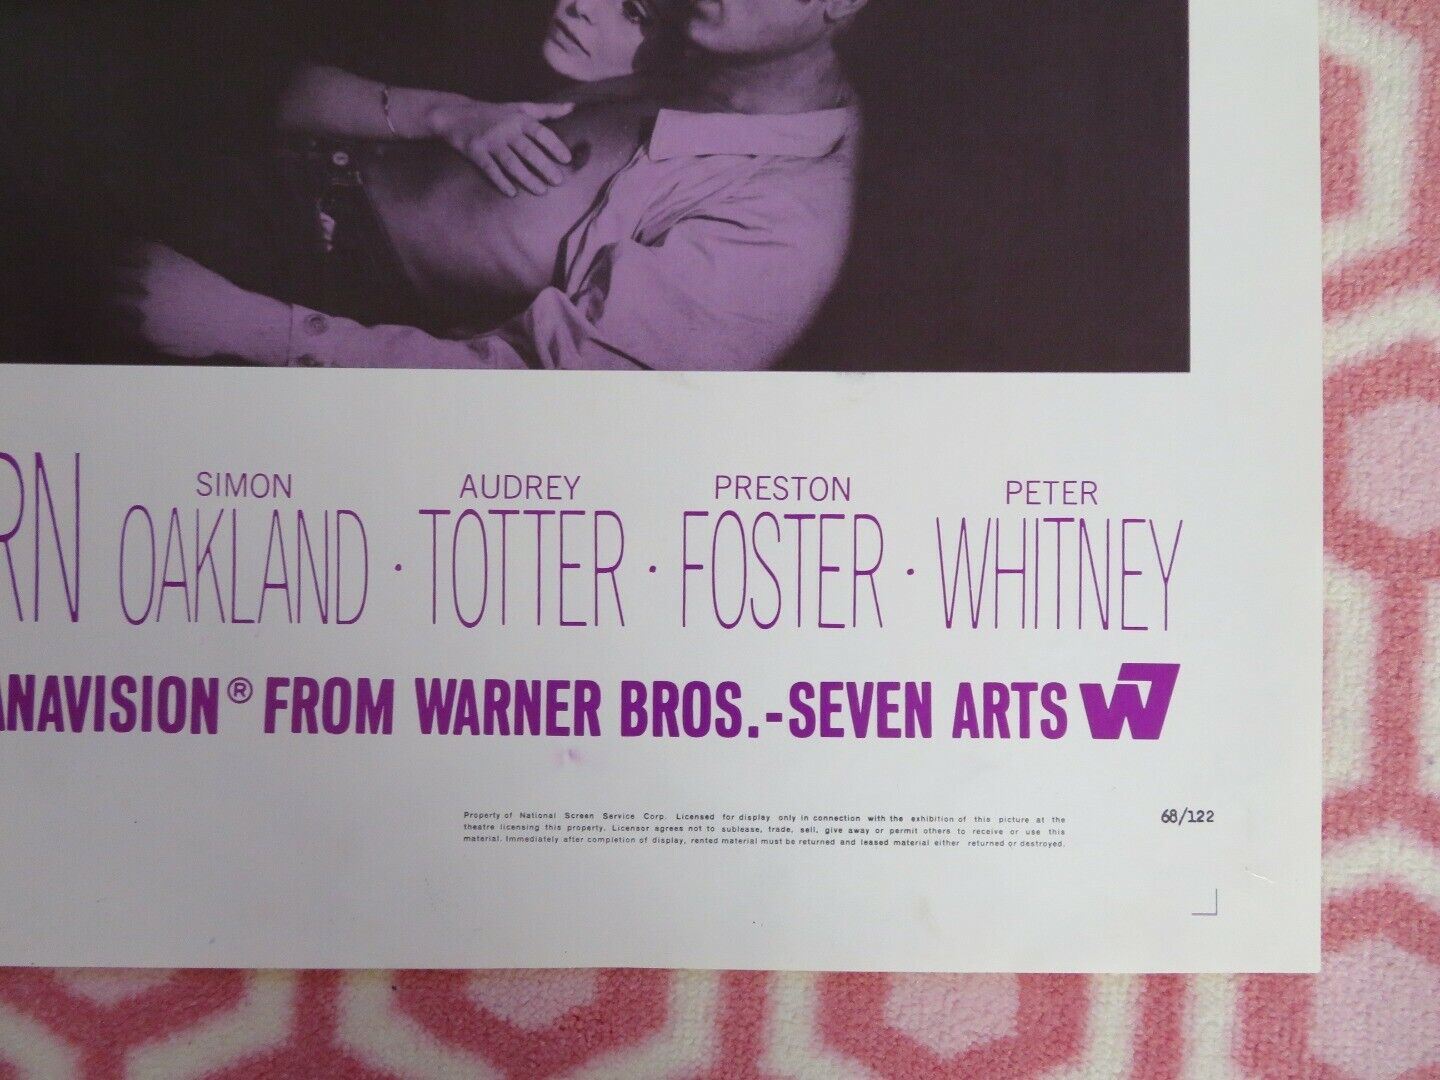 RN
SIMON OAKLAND · AUDREY TOTTER · PRESTON FOSTER · PETER WHITNEY
ANAVISION® FROM WARNER BROS.-SEVEN ARTS W7
Property of National Screen Service Corp. Licensed for display only in connection with the exhibition of this picture at the
theatre licensing this property. Licensor agrees not to sublease, trade, sell, give away or permit others to receive or use this
material. Immediately after completion of display, rented material must be returned and leased material either returned or destroyed.
68/122